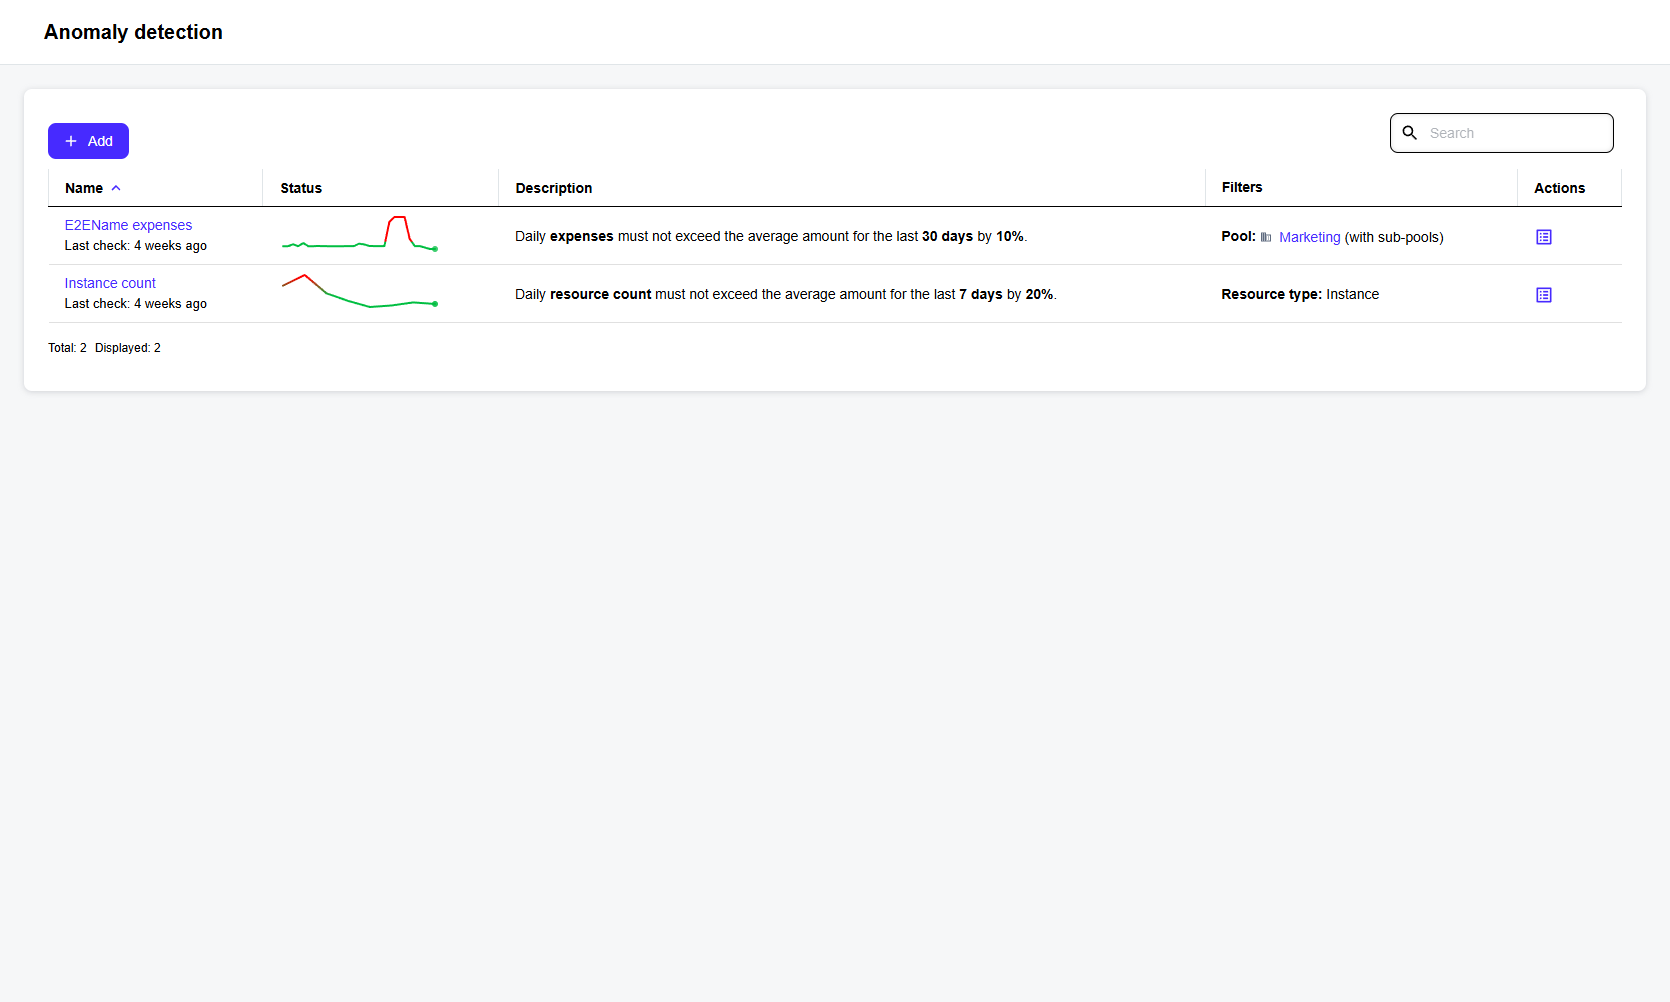 Anomaly detection
Add
Search
Name
Status
Description
Filters
Actions
E2EName expenses
Last check: 4 weeks ago
Daily expenses must not exceed the average amount for the last 30 days by 10%.
Pool: Marketing (with sub-pools)
Instance count
Last check: 4 weeks ago
Daily resource count must not exceed the average amount for the last 7 days by 20%.
Resource type: Instance
Total: 2 Displayed: 2